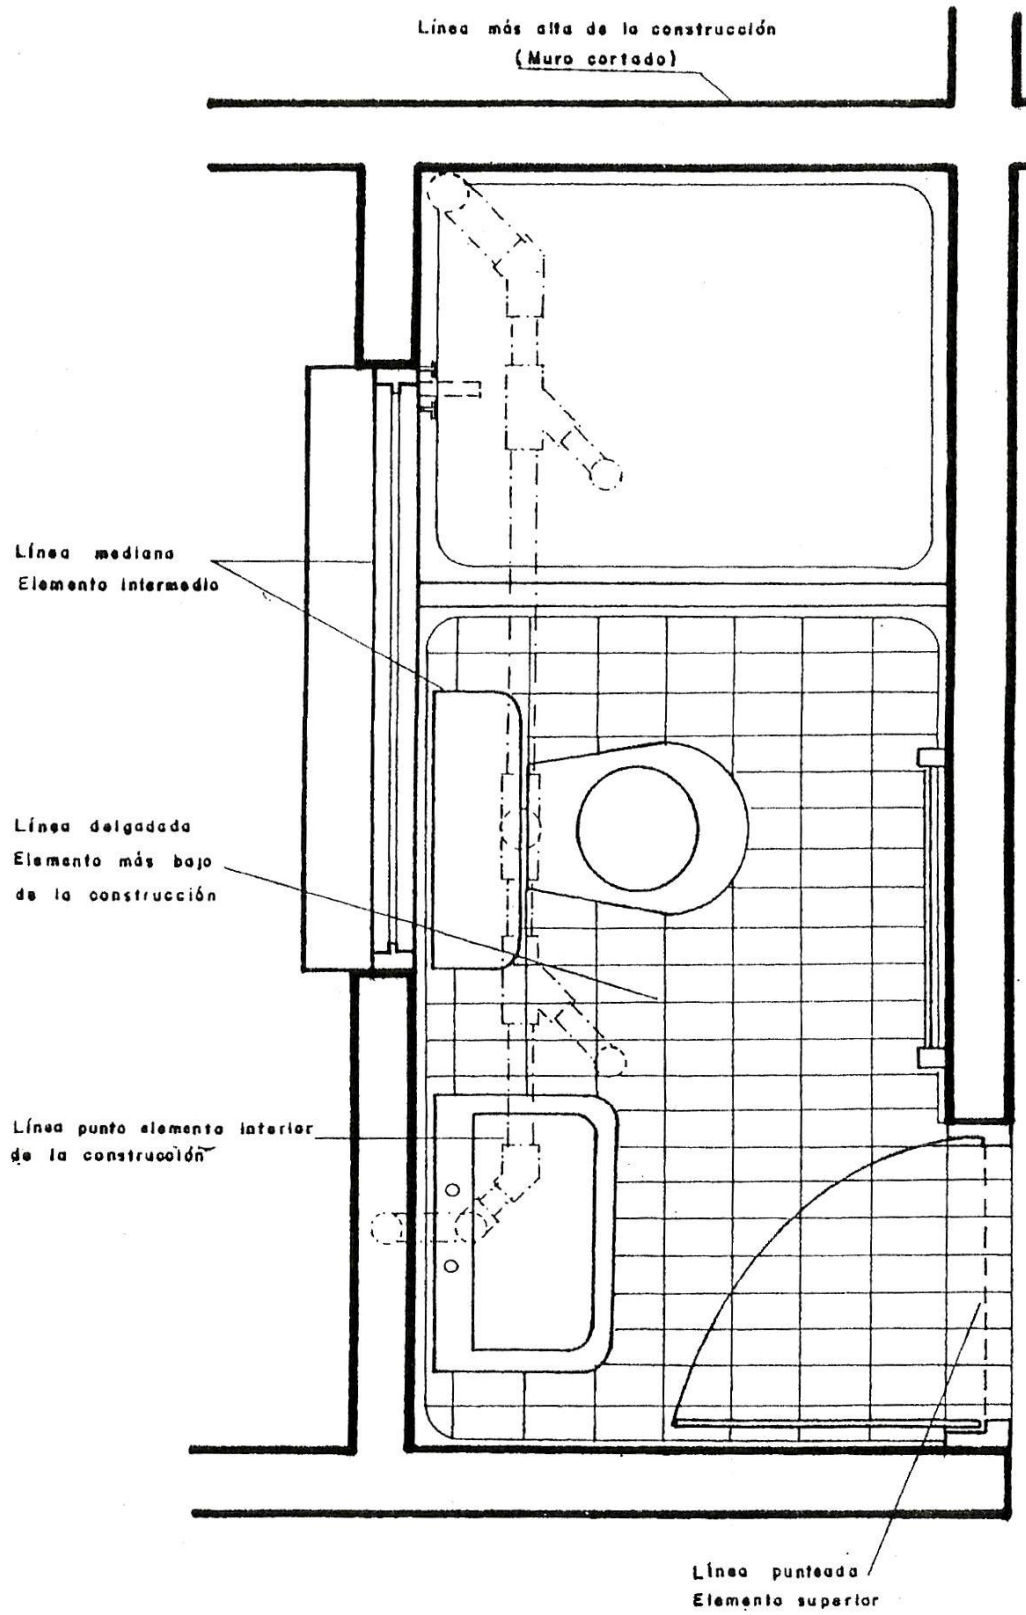 Línea más alta de la construcción
(Muro cortado)
Línea mediana
Elemento intermedio
Línea delgadada
Elemento más bajo
de la construcción
Línea punto elemento interior
de la construcción
Línea punteada
Elemento superior